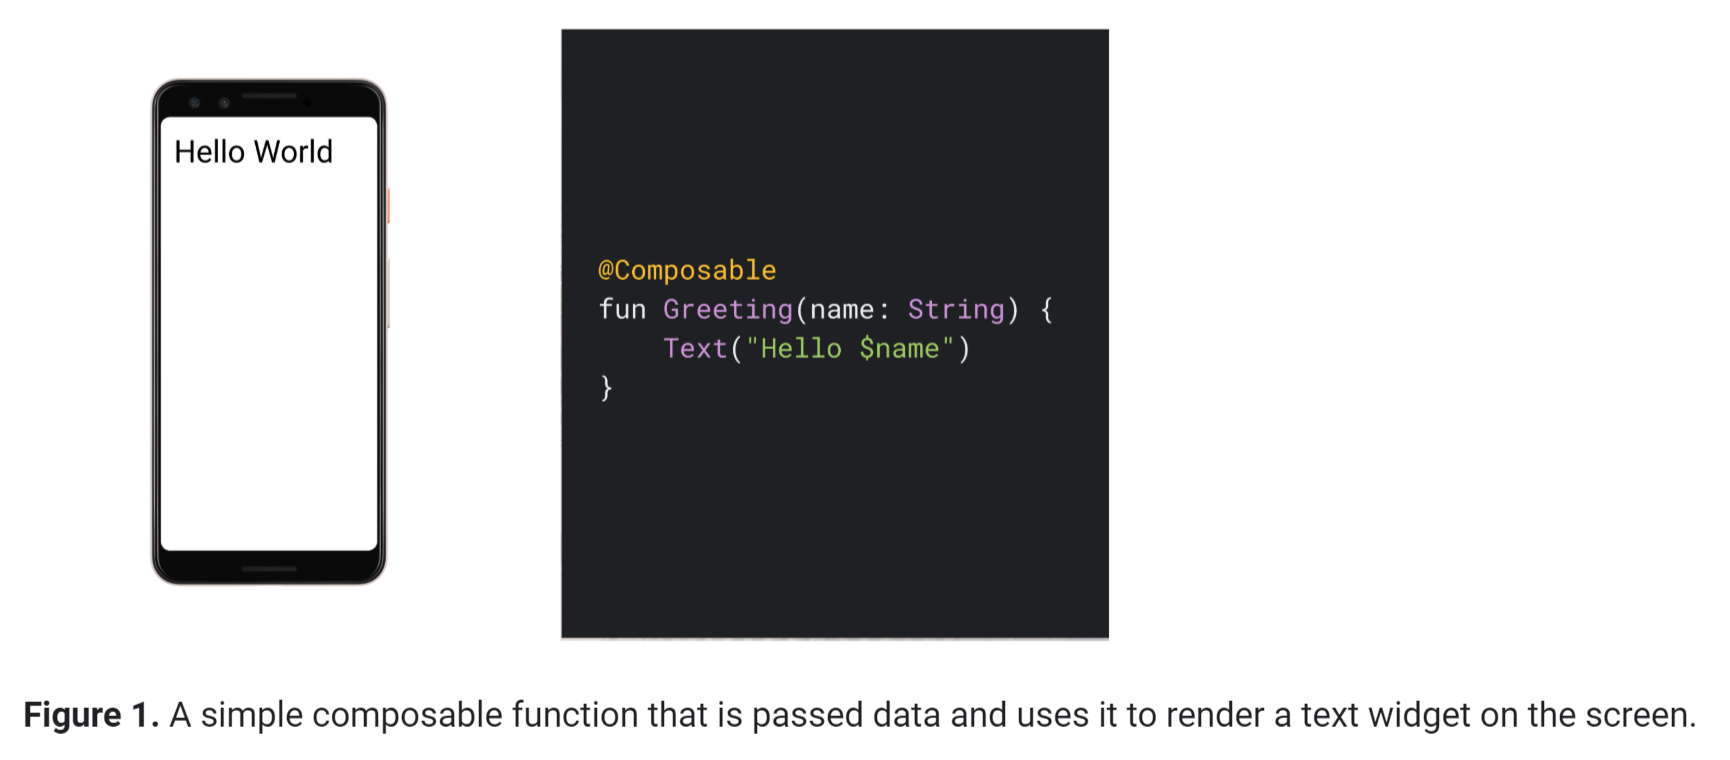 Hello World
@Composable
fun Greeting(name: String) {
    Text("Hello $name")
}
Figure 1. A simple composable function that is passed data and uses it to render a text widget on the screen.